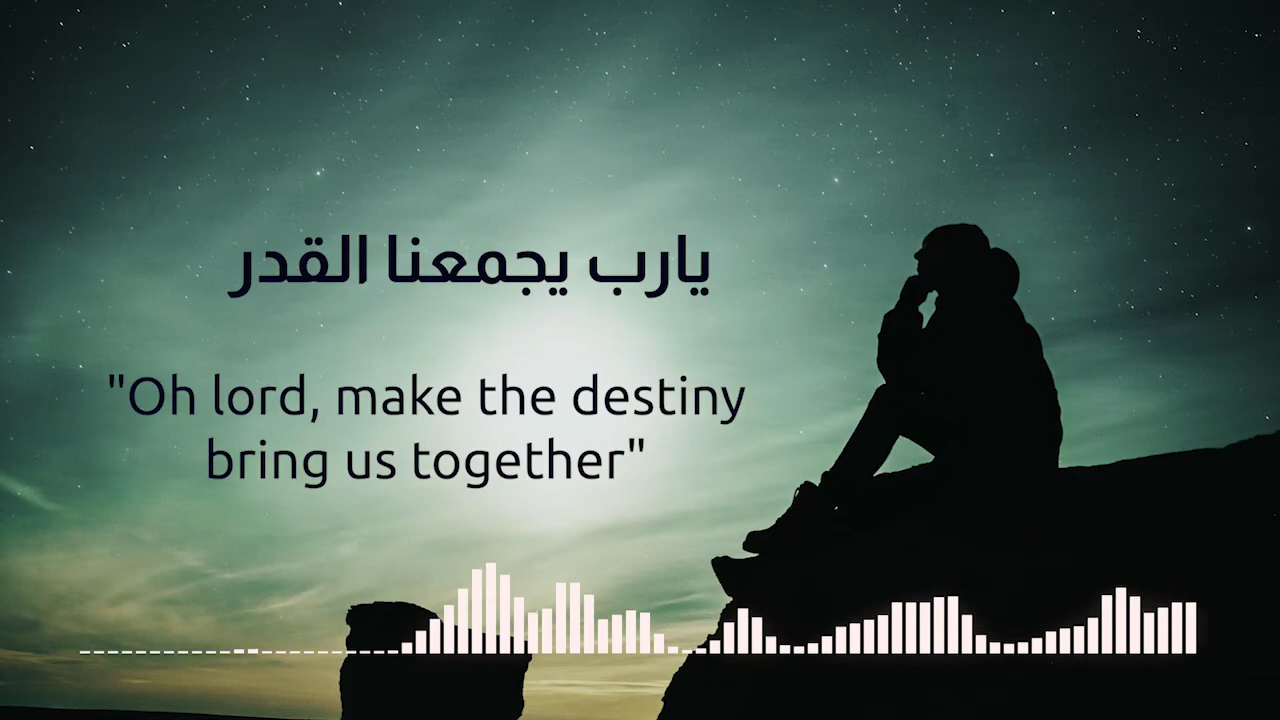 يارب يجمعنا القدر
"Oh lord, make the destiny
bring us together"